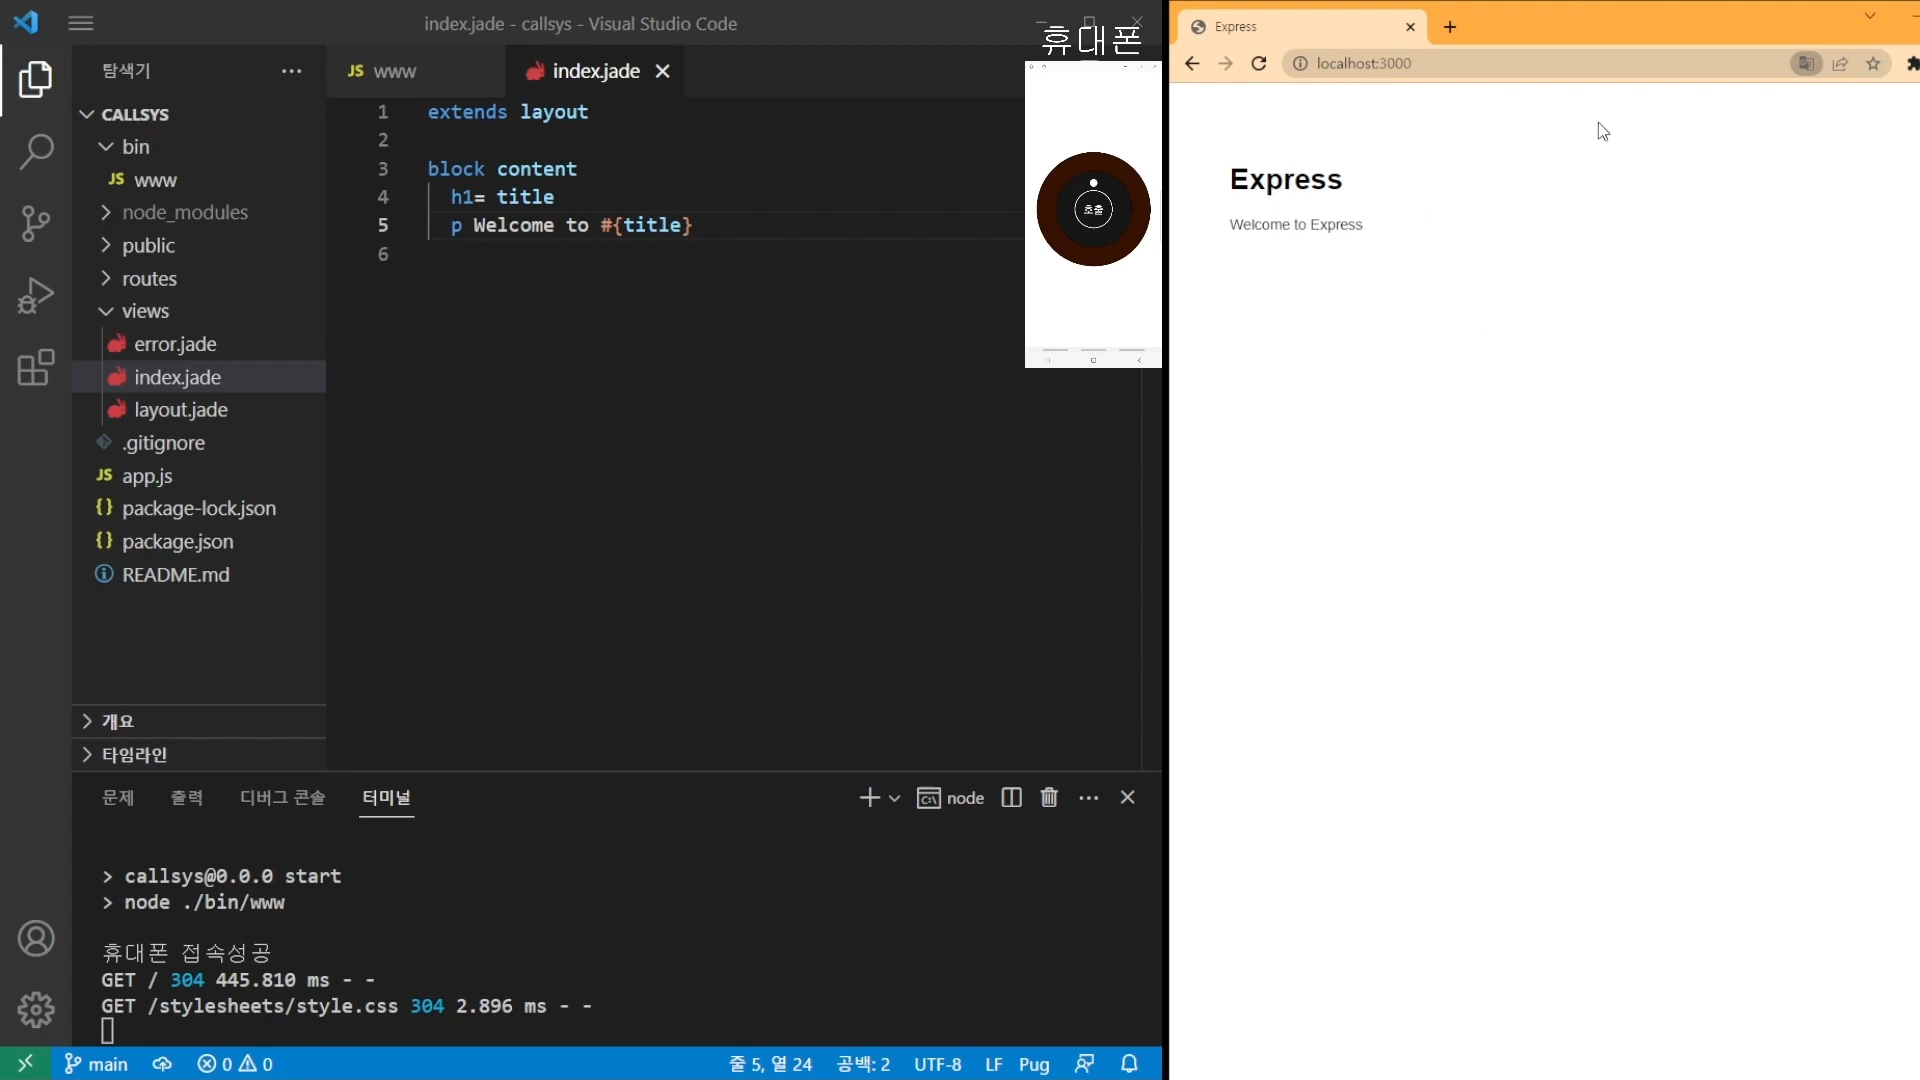 index.jade - callsys - Visual Studio Code
탐색기
CALLSYS
bin
JS www
node_modules
public
routes
views
error.jade
index.jade
layout.jade
.gitignore
JS app.js
{} package-lock.json
{} package.json
README.md
개요
타임라인
JS www
index.jade
1 extends layout
2
3 block content
4 h1= title
5 p Welcome to #{title}
6
휴대폰
호출
문제 출력 디버그 콘솔 터미널
node
> callsys@0.0.0 start
> node ./bin/www
휴대폰 접속성공
GET / 304 445.810 ms - -
GET /stylesheets/style.css 304 2.896 ms - -
main 0 0 줄 5, 열 24 공백: 2 UTF-8 LF Pug
Express
localhost:3000
Express
Welcome to Express